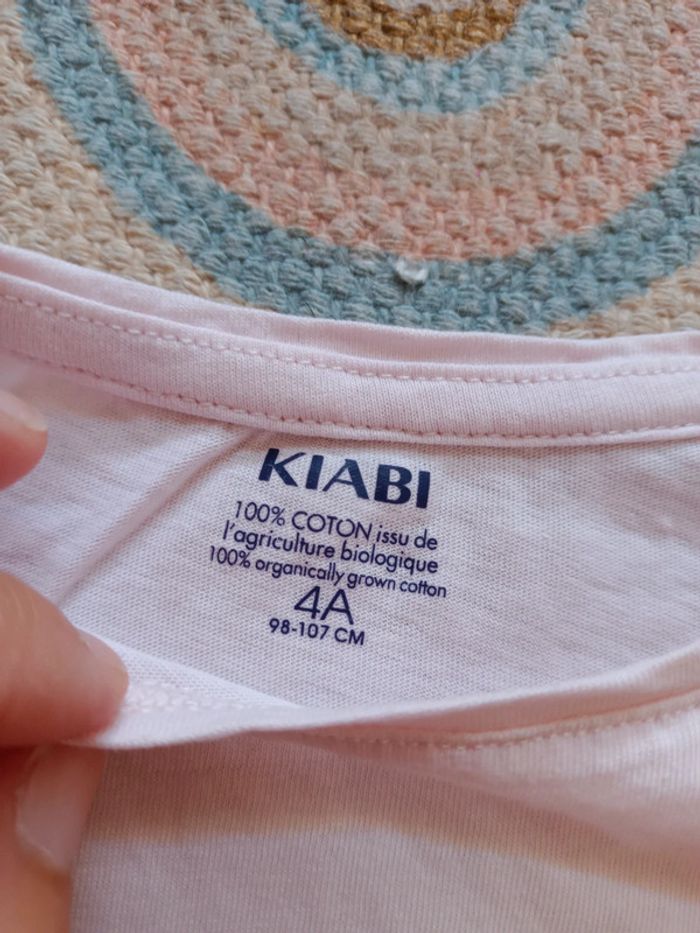 KIABI
100% COTON issu de
l'agriculture biologique
100% organically grown cotton
4A
98-107 CM